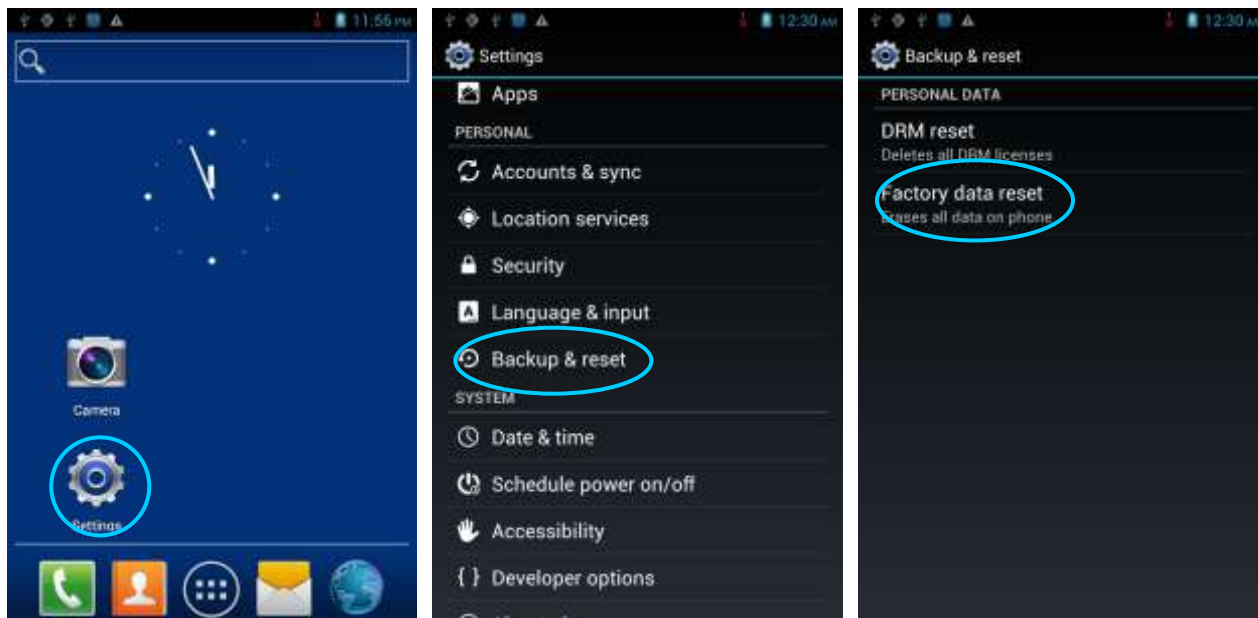 11:56 PM
Camera
Settings
12:30 AM
Settings
Apps
PERSONAL
Accounts & sync
Location services
Security
Language & input
Backup & reset
SYSTEM
Date & time
Schedule power on/off
Accessibility
{ } Developer options
12:30 AM
Backup & reset
PERSONAL DATA
DRM reset
Deletes all DRM licenses
Factory data reset
Erases all data on phone